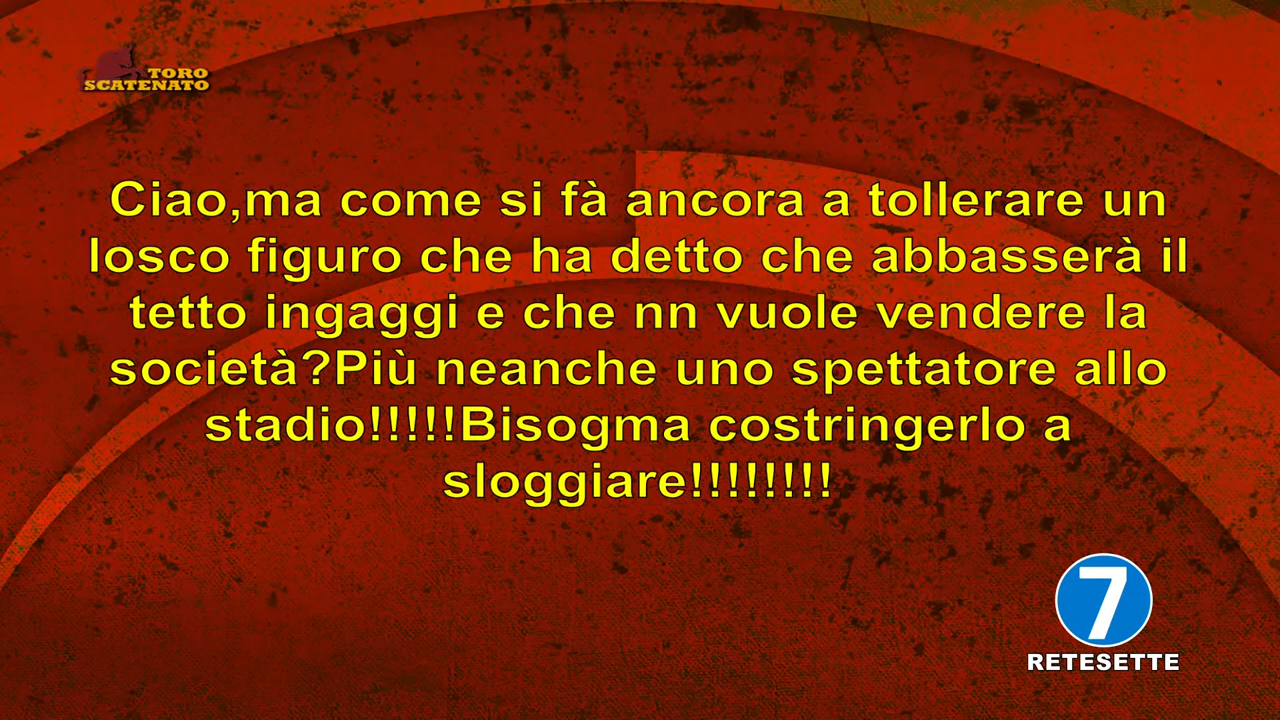 TORO
SCATENATO
Ciao,ma come si fà ancora a tollerare un
losco figuro che ha detto che abbasserà il
tetto ingaggi e che nn vuole vendere la
società?Più neanche uno spettatore allo
stadio!!!!!Bisogma costringerlo a
sloggiare!!!!!!!!
7
RETESETTE